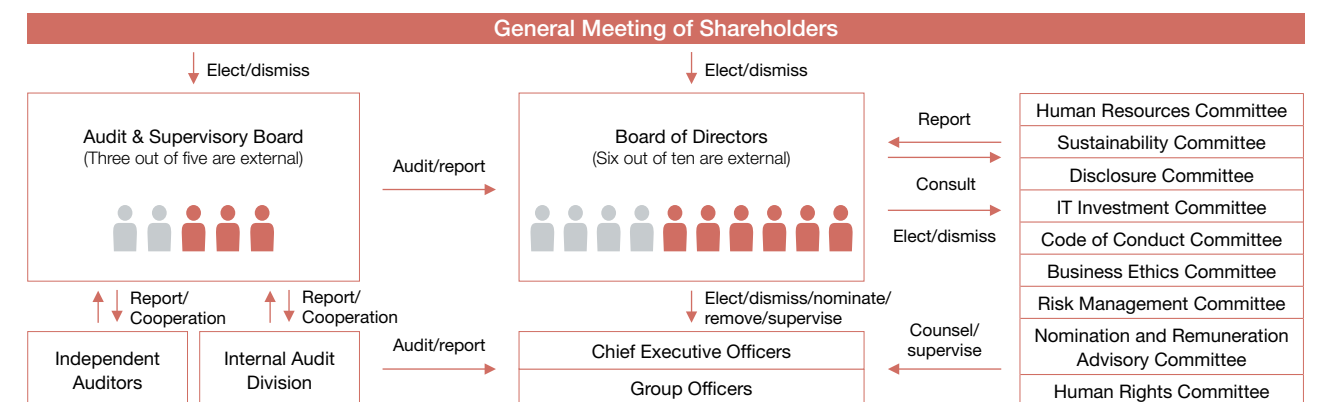 General Meeting of Shareholders
Elect/dismiss
Elect/dismiss
Audit & Supervisory Board
(Three out of five are external)
Audit/report
Board of Directors
(Six out of ten are external)
Report
Consult
Elect/dismiss
Human Resources Committee
Sustainability Committee
Disclosure Committee
IT Investment Committee
Code of Conduct Committee
Business Ethics Committee
Risk Management Committee
Nomination and Remuneration
Advisory Committee
Human Rights Committee
Report/
Cooperation
Report/
Cooperation
Elect/dismiss/nominate/
remove/supervise
Independent
Auditors
Internal Audit
Division
Audit/report
Chief Executive Officers
Group Officers
Counsel/
supervise